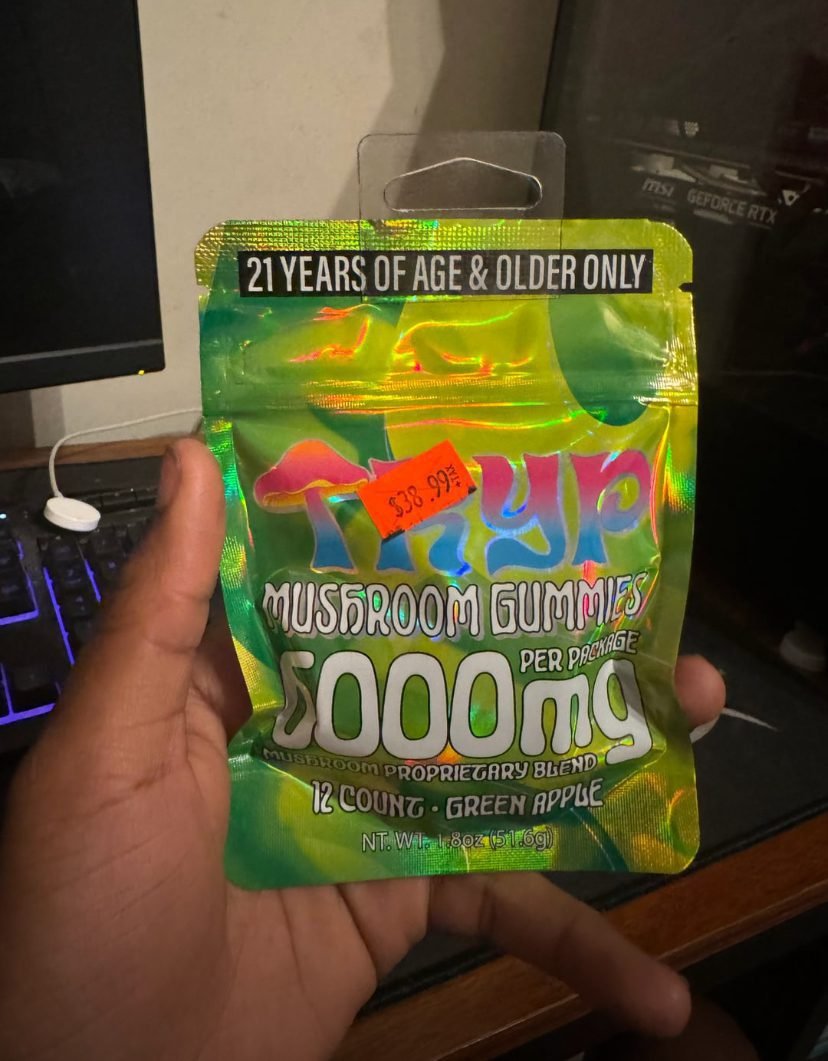 msi
GEFORCE RTX
21 YEARS OF AGE & OLDER ONLY
TRYP
$38.99
+TAX
MUSHROOM GUMMIES
6000mg
PER PACKAGE
MUSHROOM PROPRIETARY BLEND
12 COUNT · GREEN APPLE
NT. WT. 1.8oz (51.6g)